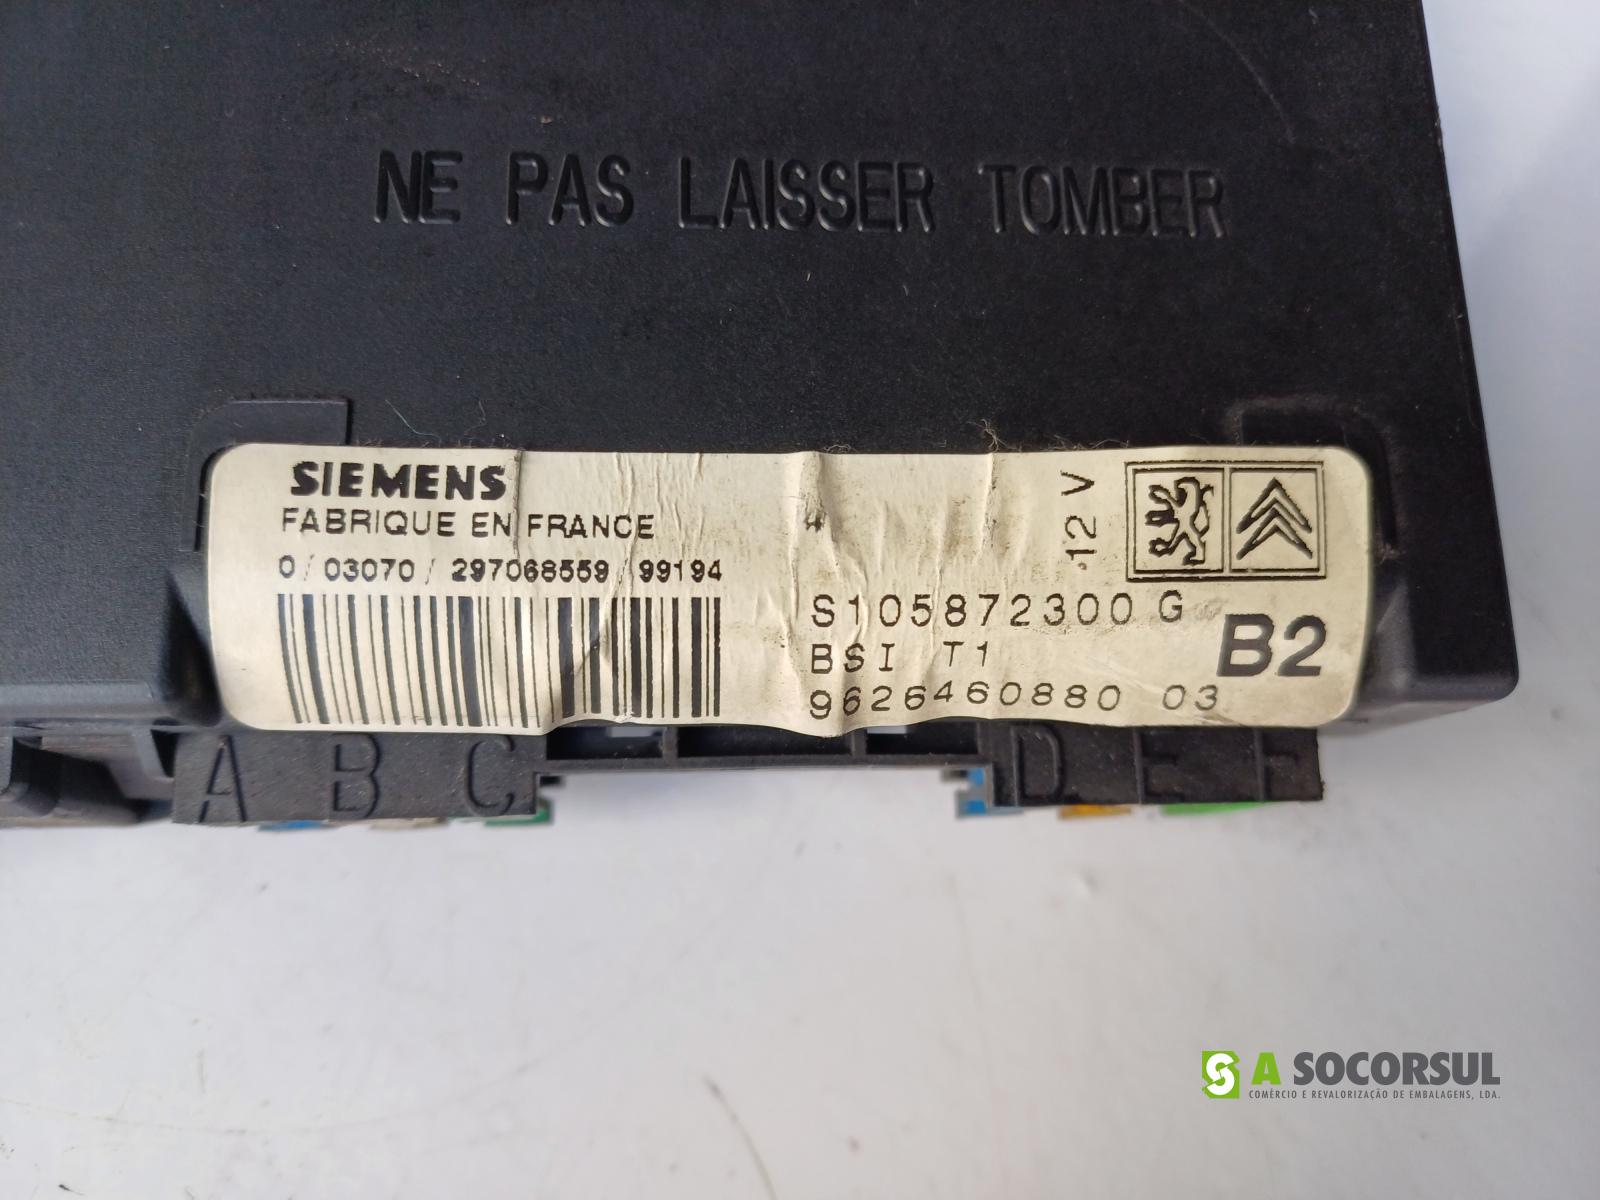 NE PAS LAISSER TOMBER
SIEMENS
FABRIQUE EN FRANCE
0/03070/297068559/99194
12 V
S105872300 G
BSI T1
B2
9626460880 03
A B C D E F
S A SOCORSUL
COMÉRCIO E REVALORIZAÇÃO DE EMBALAGENS, LDA.